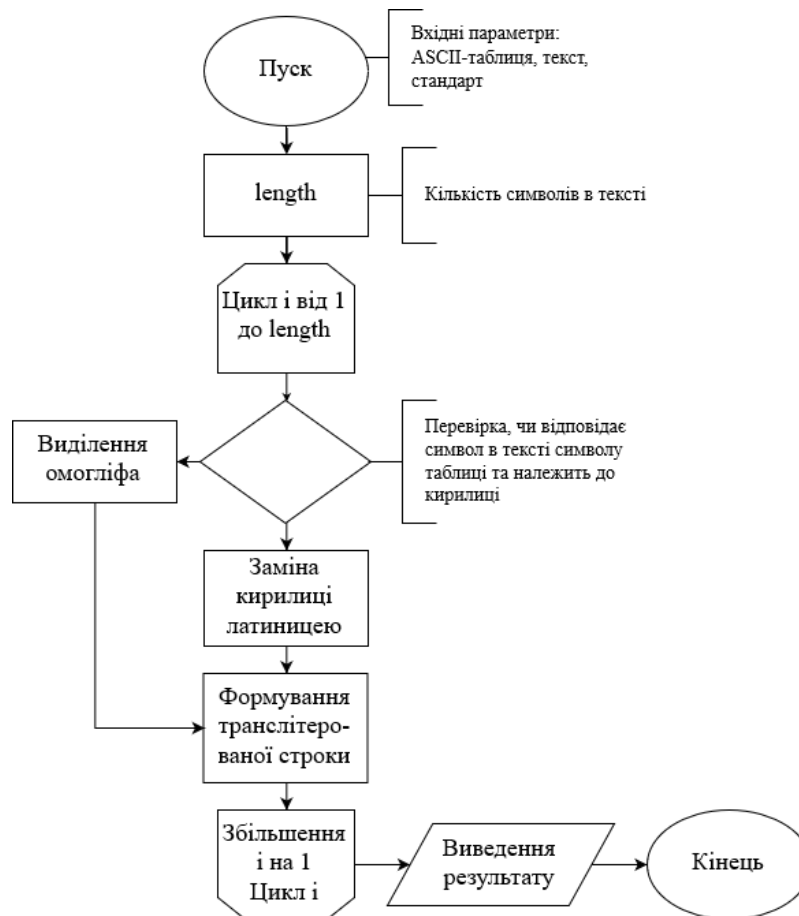 Пуск
Вхідні параметри:
ASCII-таблиця, текст,
стандарт
length
Кількість символів в тексті
Цикл і від 1
до length
Перевірка, чи відповідає
символ в тексті символу
таблиці та належить до
кирилиці
Виділення
омогліфа
Заміна
кирилиці
латиницею
Формування
транслітеро-
ваної строки
Збільшення
і на 1
Цикл і
Виведення
результату
Кінець